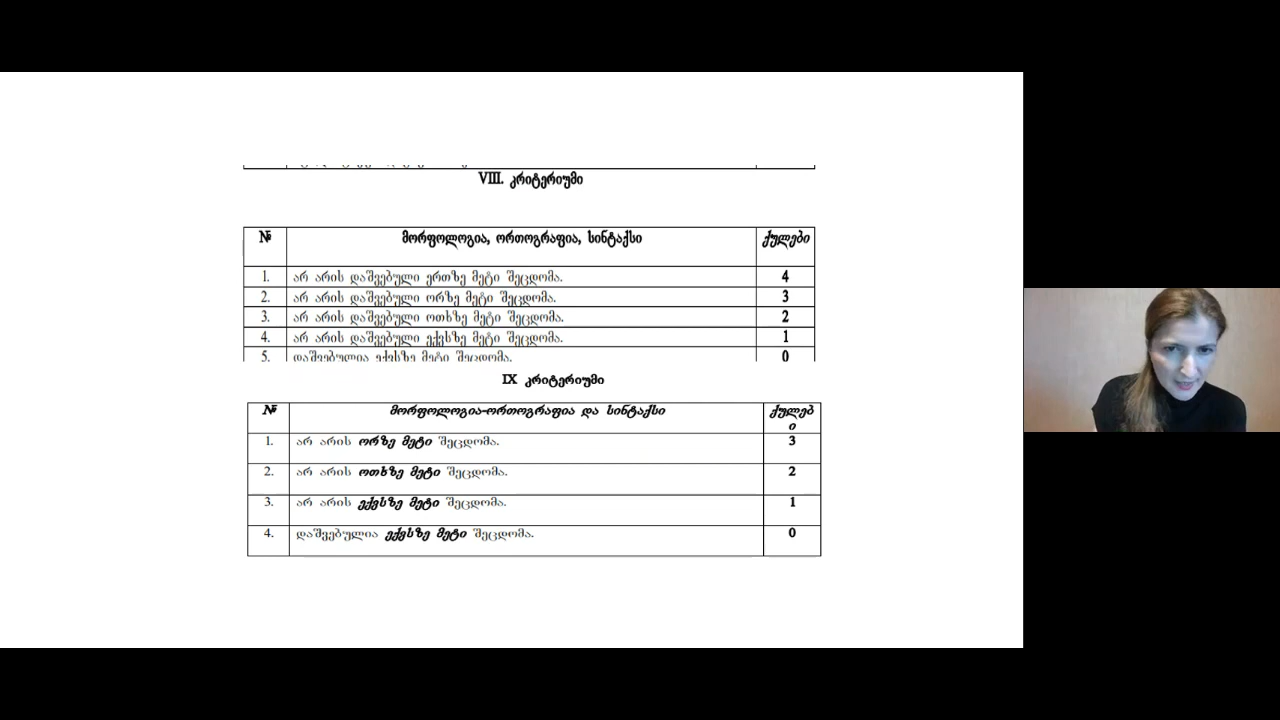 VIII. კრიტერიუმი
№ მორფოლოგია, ორთოგრაფია, სინტაქსი ქულები
1. არ არის დაშვებული ერთზე მეტი შეცდომა. 4
2. არ არის დაშვებული ორზე მეტი შეცდომა. 3
3. არ არის დაშვებული ოთხზე მეტი შეცდომა. 2
4. არ არის დაშვებული ექვსზე მეტი შეცდომა. 1
5. დაშვებულია ექვსზე მეტი შეცდომა. 0
IX კრიტერიუმი
№ მორფოლოგია-ორთოგრაფია და სინტაქსი ქულებ
ი
1. არ არის ორზე მეტი შეცდომა. 3
2. არ არის ოთხზე მეტი შეცდომა. 2
3. არ არის ექვსზე მეტი შეცდომა. 1
4. დაშვებულია ექვსზე მეტი შეცდომა. 0